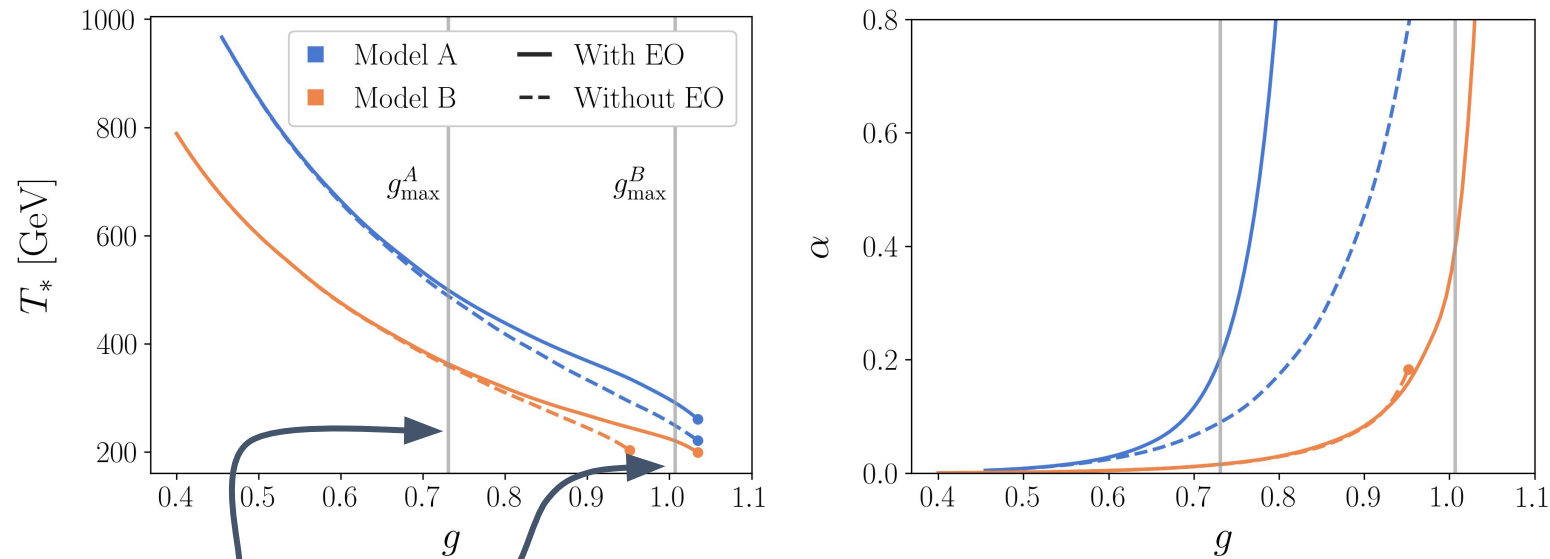 1000
800
600
400
200
T* [GeV]
Model A
With EO
Model B
Without EO
g^A_max
g^B_max
0.4 0.5 0.6 0.7 0.8 0.9 1.0 1.1
g
0.8
0.6
0.4
0.2
0.0
α
0.4 0.5 0.6 0.7 0.8 0.9 1.0 1.1
g